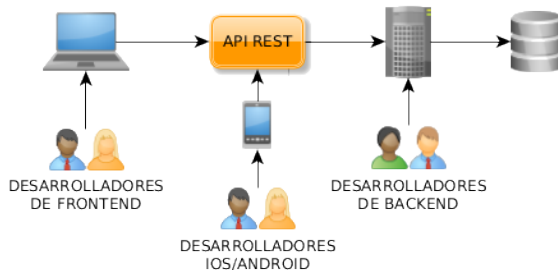 API REST
DESARROLLADORES
DE FRONTEND
DESARROLLADORES
DE BACKEND
DESARROLLADORES
IOS/ANDROID